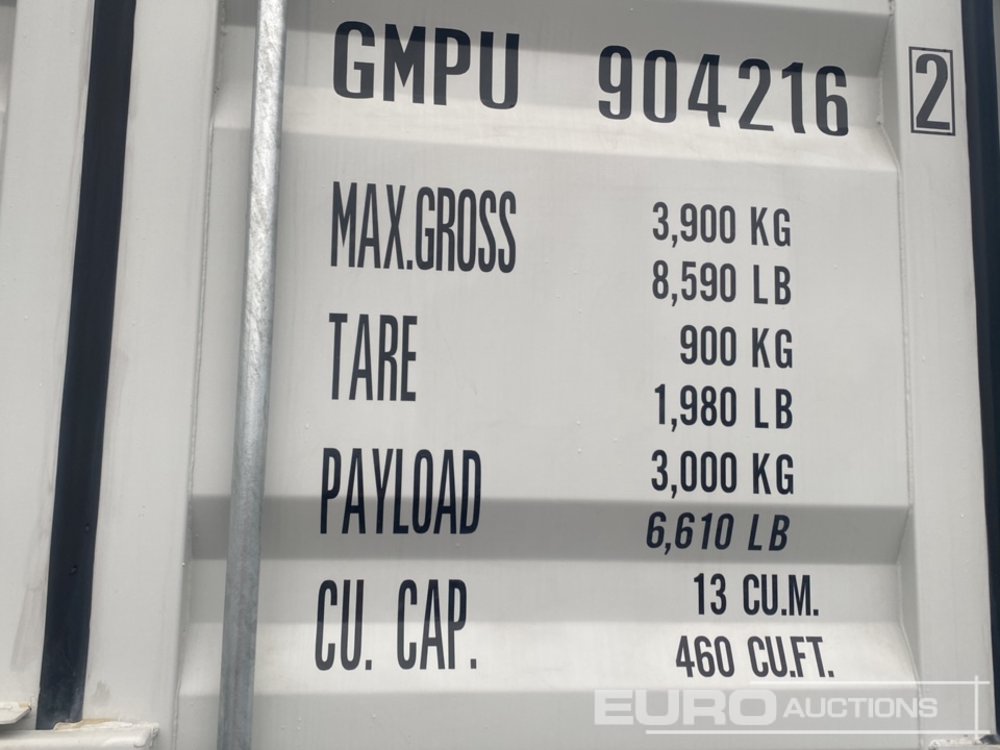 GMPU 904216 2
MAX.GROSS 3,900 KG
8,590 LB
TARE 900 KG
1,980 LB
PAYLOAD 3,000 KG
6,610 LB
CU. CAP. 13 CU.M.
460 CU.FT.
EURO AUCTIONS